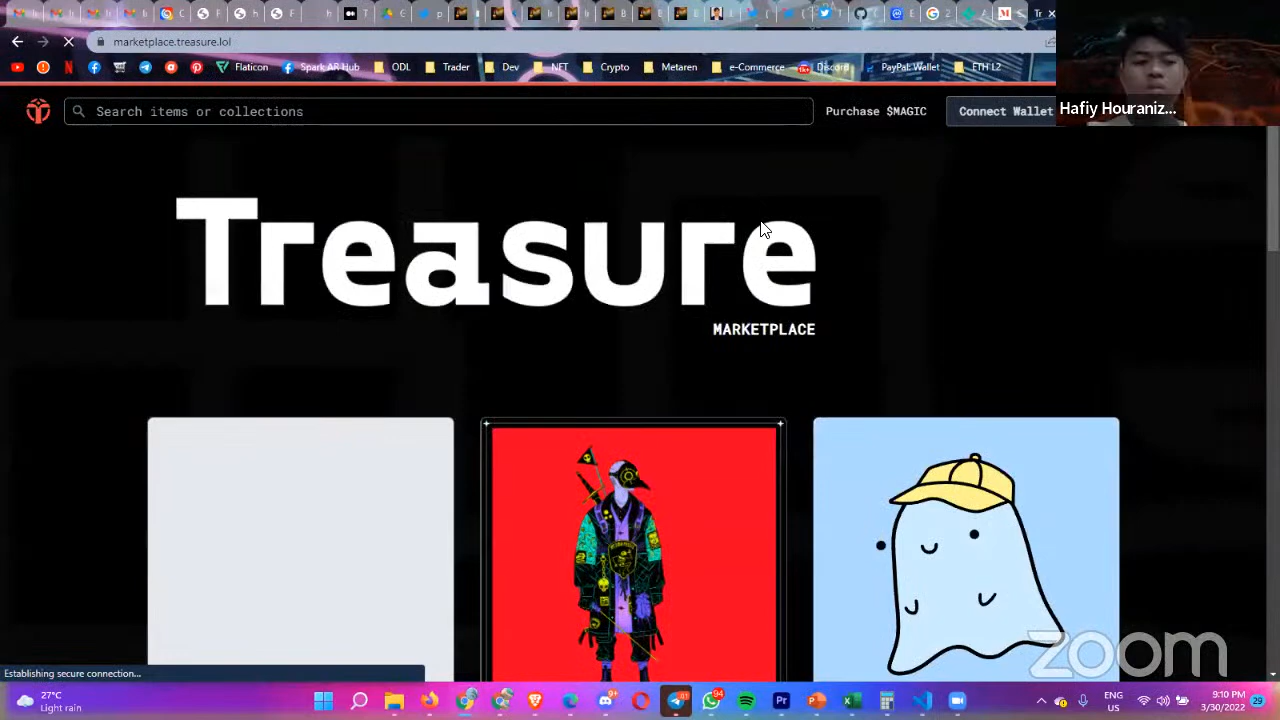 marketplace.treasure.lol
Flaticon
Spark AR Hub
ODL
Trader
Dev
NFT
Crypto
Metaren
e-Commerce
Discord
PayPal: Wallet
ETH L2
Search items or collections
Purchase $MAGIC
Connect Wallet
Hafiy Houraniz...
Treasure
MARKETPLACE
zoom
Establishing secure connection...
27°C
Light rain
94
ENG
US
9:10 PM
3/30/2022
29